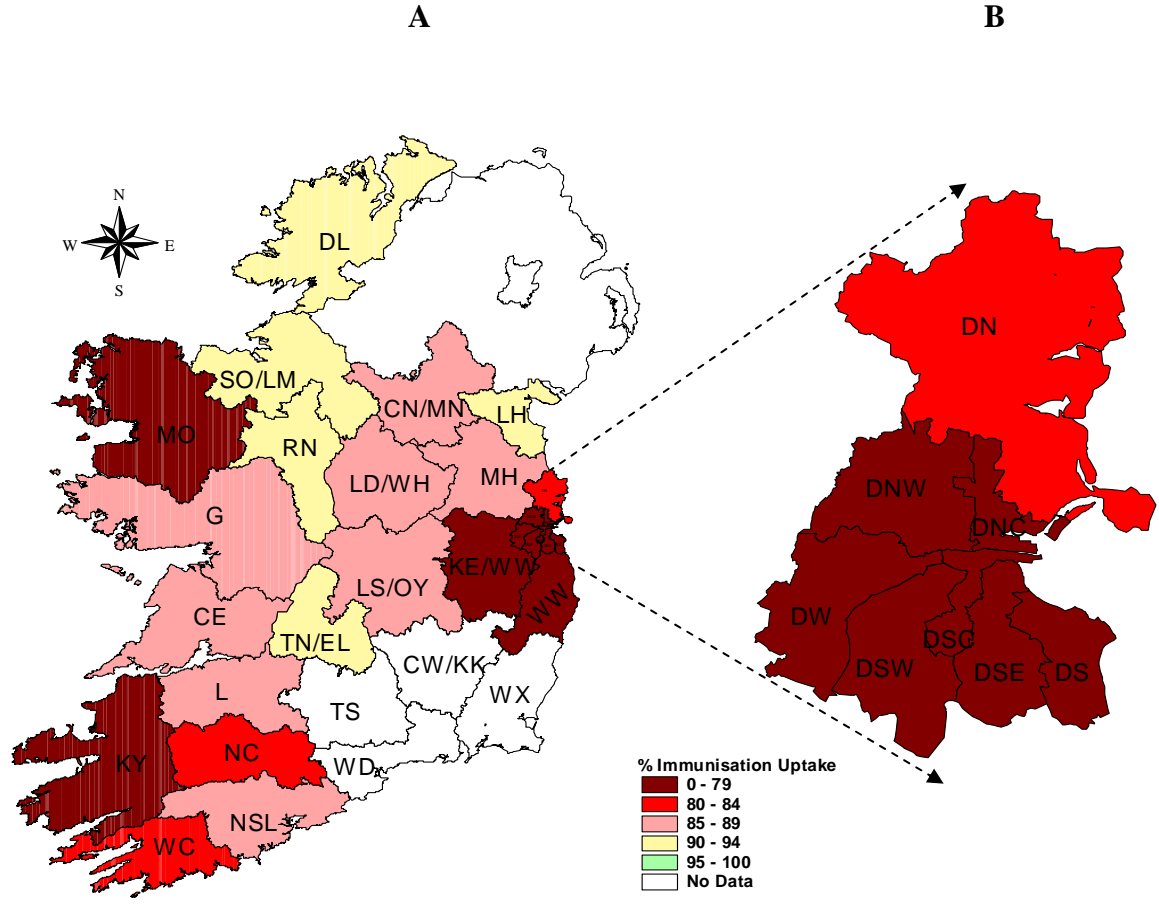 A
B
N
W E
S
DL
SO/LM
CN/MN
LH
MO
RN
LD/WH
MH
G
KE/WW
LS/OY
WW
CE
TN/EL
CW/KK
L
TS
WX
KY
NC
WD
NSL
WC
DN
DNW
DNC
DW
DSC
DSW
DSE
DS
% Immunisation Uptake
0 - 79
80 - 84
85 - 89
90 - 94
95 - 100
No Data